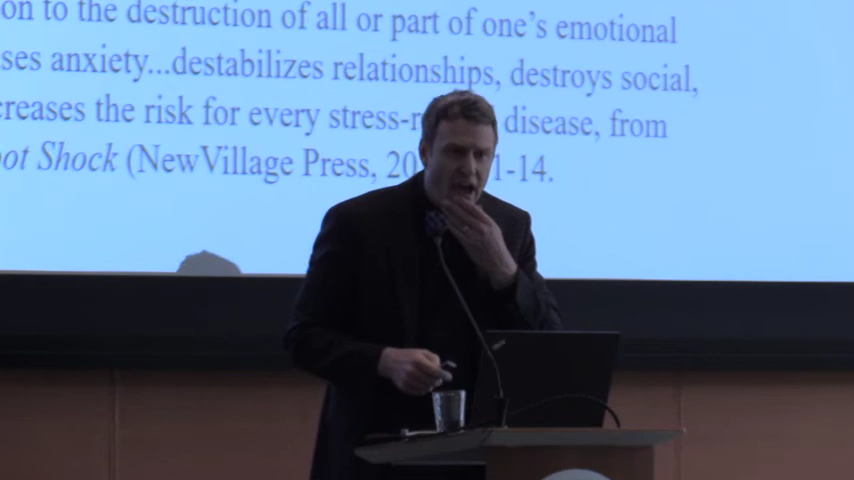 on to the destruction of all or part of one's emotional
ses anxiety...destabilizes relationships, destroys social,
creases the risk for every stress-r disease, from
oot Shock (NewVillage Press, 20 1-14.